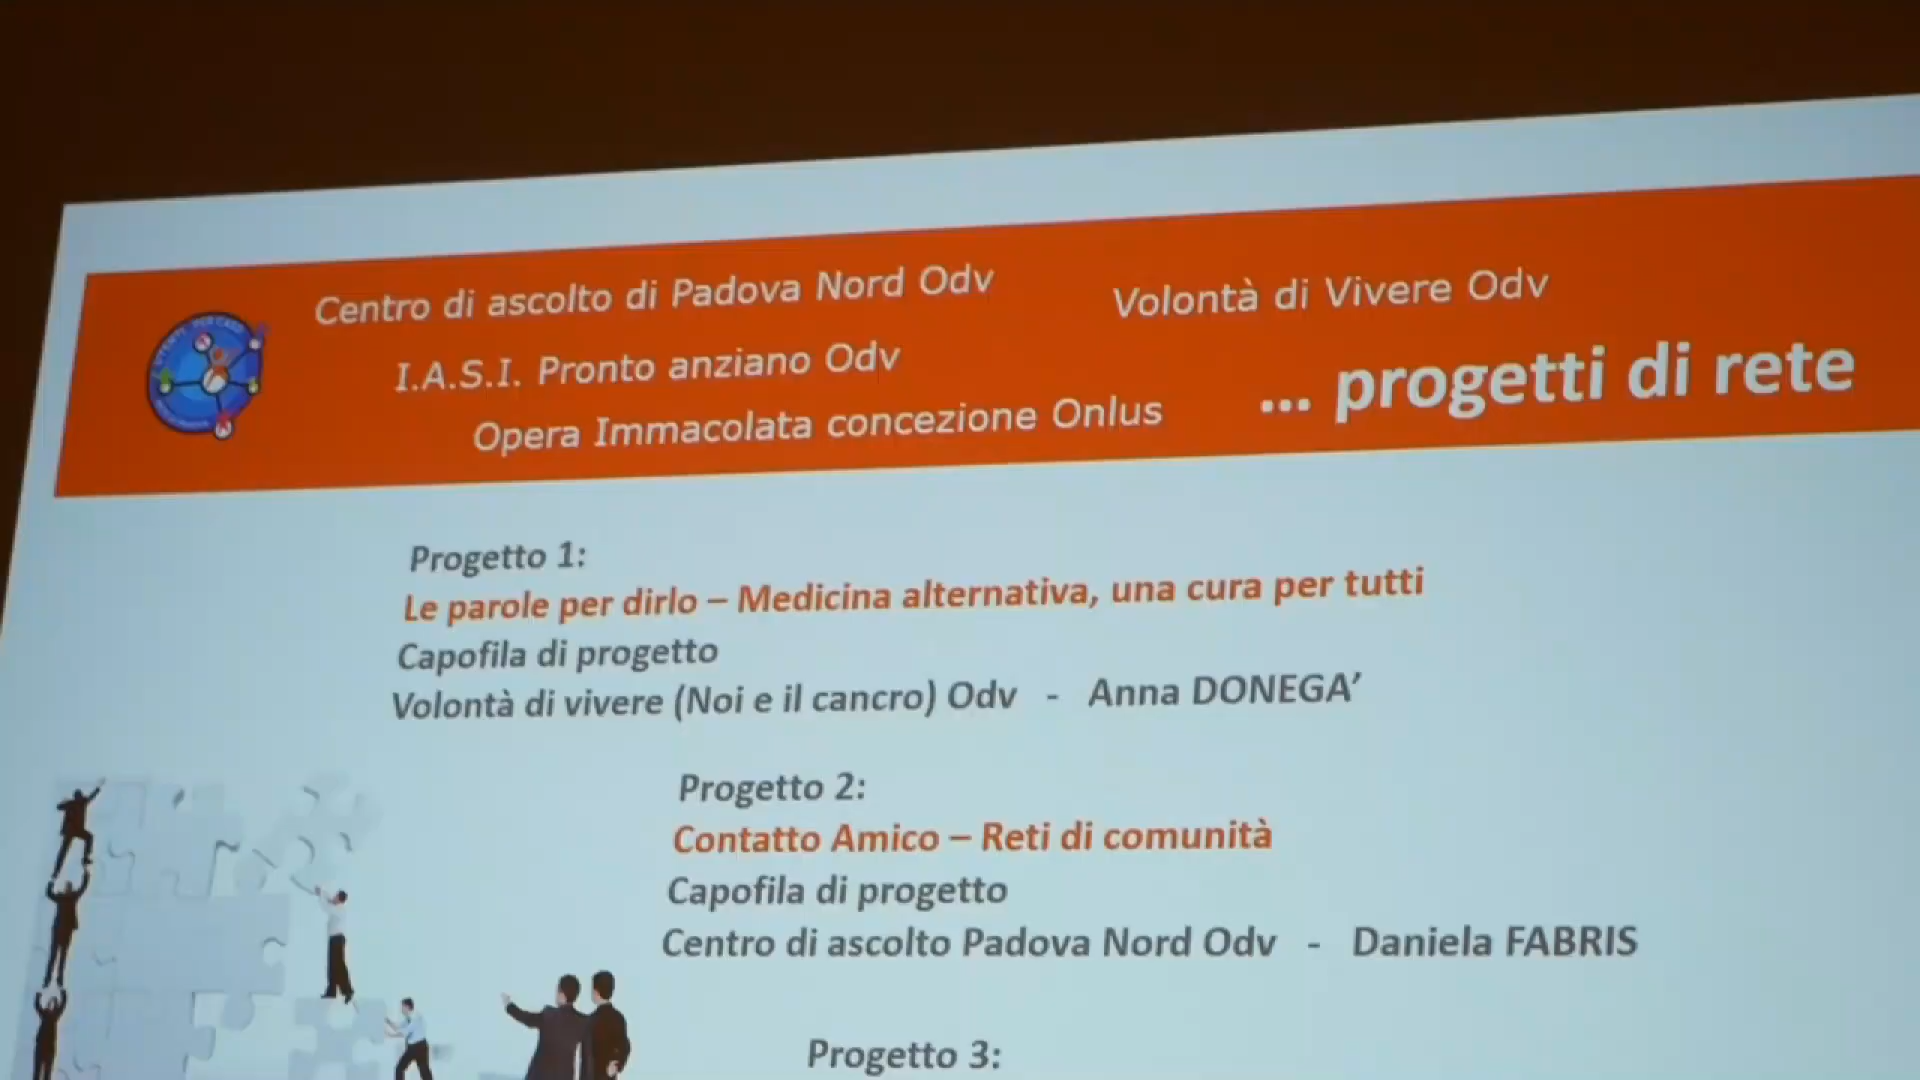 Centro di ascolto di Padova Nord Odv
Volontà di Vivere Odv
I.A.S.I. Pronto anziano Odv
... progetti di rete
Opera Immacolata concezione Onlus
Progetto 1:
Le parole per dirlo – Medicina alternativa, una cura per tutti
Capofila di progetto
Volontà di vivere (Noi e il cancro) Odv - Anna DONEGA’
Progetto 2:
Contatto Amico – Reti di comunità
Capofila di progetto
Centro di ascolto Padova Nord Odv - Daniela FABRIS
Progetto 3: